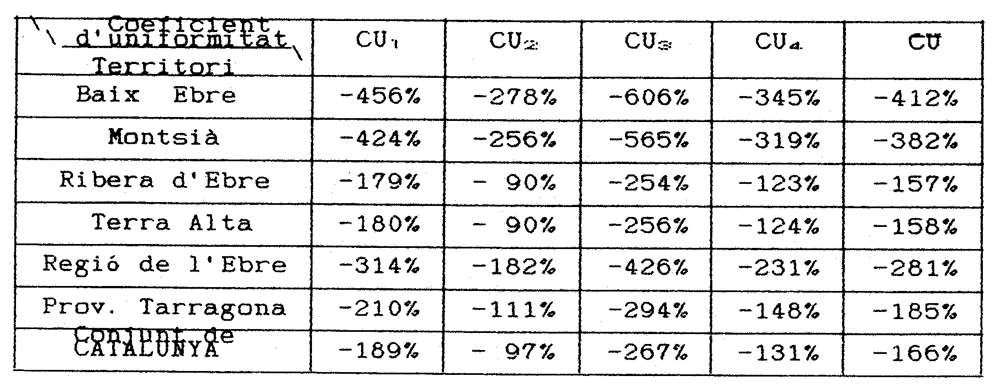 Coeficient
d'uniformitat CU₁ CU₂ CU₃ CU₄ C̅U̅
Territori
Baix Ebre -456% -278% -606% -345% -412%
Montsià -424% -256% -565% -319% -382%
Ribera d'Ebre -179% - 90% -254% -123% -157%
Terra Alta -180% - 90% -256% -124% -158%
Regió de l'Ebre -314% -182% -426% -231% -281%
Prov. Tarragona -210% -111% -294% -148% -185%
Conjunt de
CATALUNYA -189% - 97% -267% -131% -166%